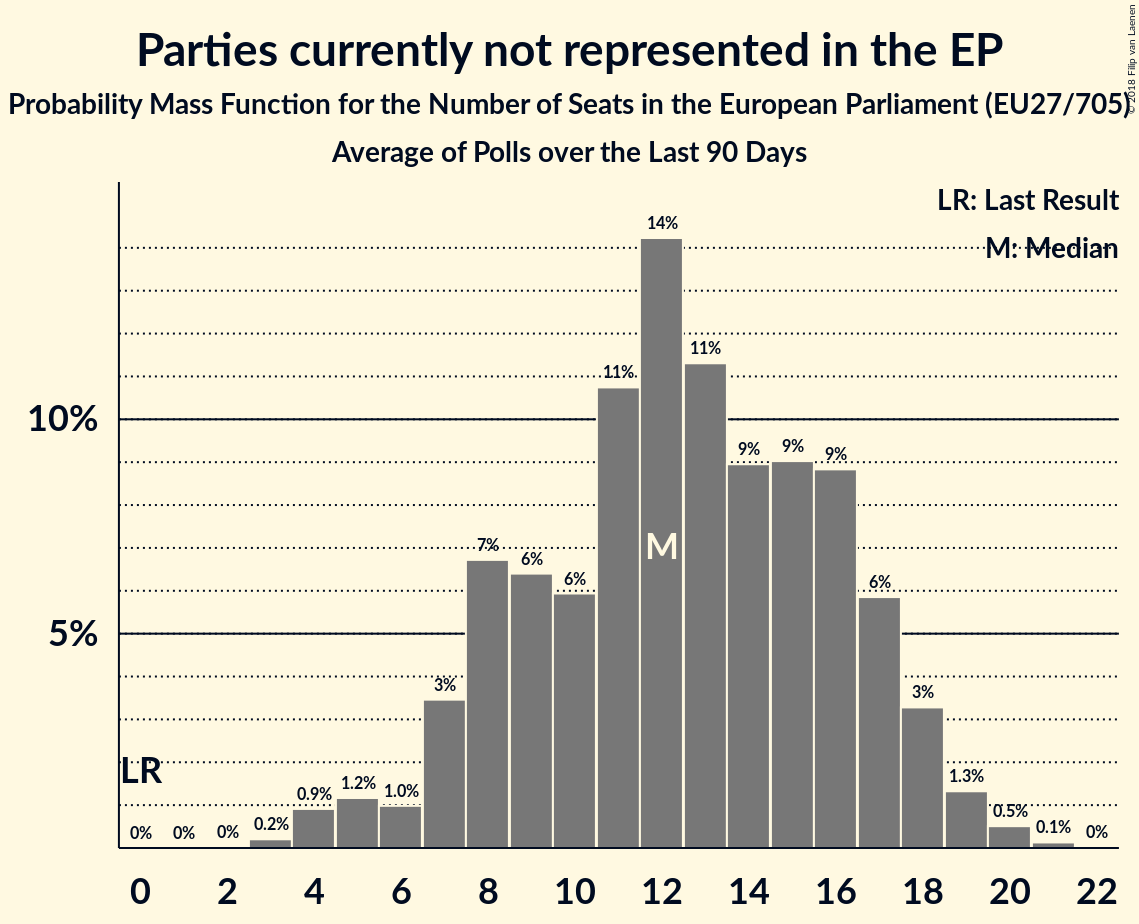 Parties currently not represented in the EP
Probability Mass Function for the Number of Seats in the European Parliament (EU27/705)
Average of Polls over the Last 90 Days
© 2018 Filip van Laenen
LR: Last Result
M: Median
14%
11%
11%
10%
9%
9%
9%
M
7%
6%
6%
6%
5%
3%
3%
LR
0%
0%
0%
0.2%
0.9%
1.2%
1.0%
1.3%
0.5%
0.1%
0%
0 2 4 6 8 10 12 14 16 18 20 22